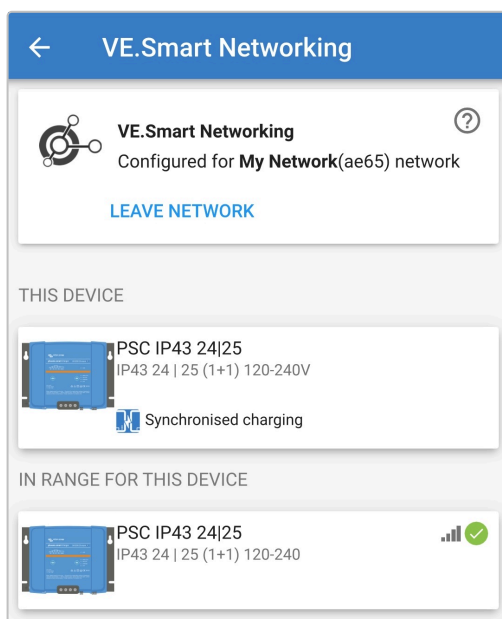 VE.Smart Networking
VE.Smart Networking
Configured for My Network(ae65) network
LEAVE NETWORK
THIS DEVICE
PSC IP43 24|25
IP43 24 | 25 (1+1) 120-240V
Synchronised charging
IN RANGE FOR THIS DEVICE
PSC IP43 24|25
IP43 24 | 25 (1+1) 120-240